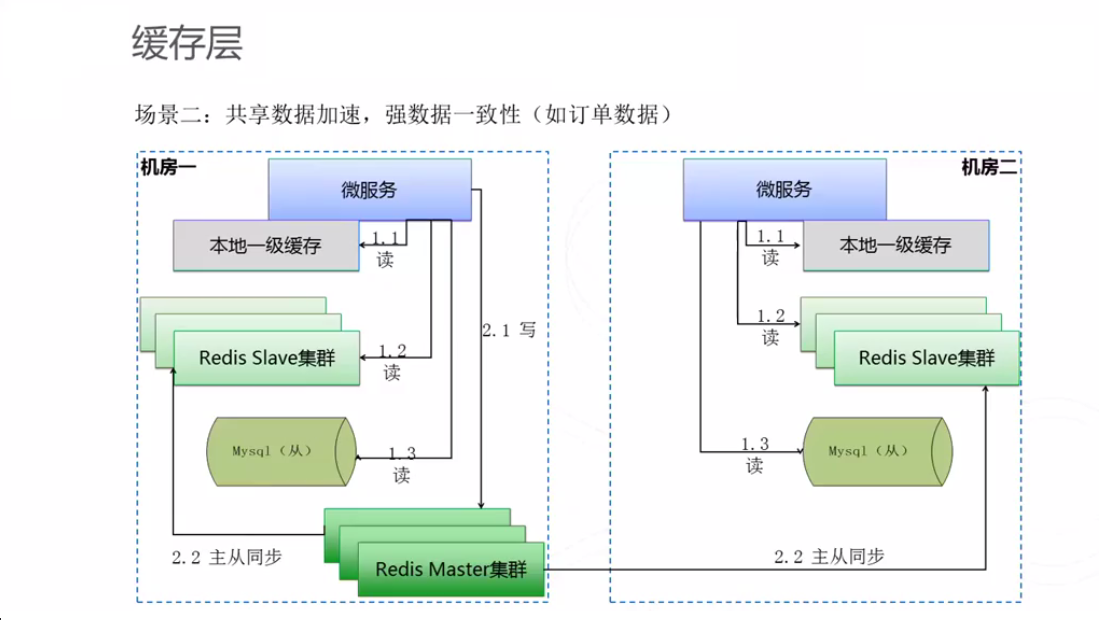 缓存层
场景二：共享数据加速，强数据一致性（如订单数据）
机房一
微服务
本地一级缓存
1.1
读
Redis Slave集群
1.2
读
2.1 写
Mysql（从）
1.3
读
2.2 主从同步
Redis Master集群
机房二
微服务
1.1
读
本地一级缓存
1.2
读
Redis Slave集群
1.3
读
Mysql（从）
2.2 主从同步